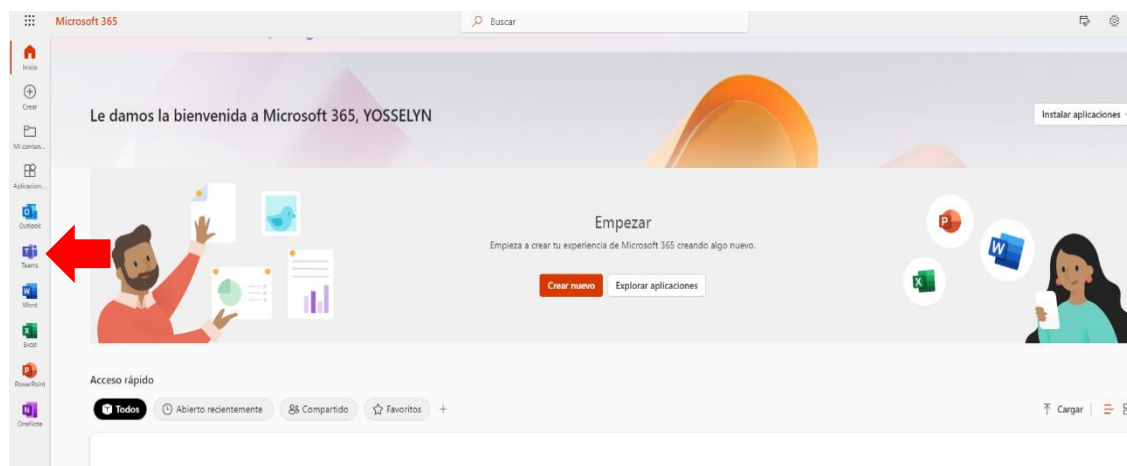 Microsoft 365
Buscar
Inicio
Crear
Mi conten...
Aplicacion...
Outlook
Teams
Word
Excel
PowerPoint
OneNote
Le damos la bienvenida a Microsoft 365, YOSSELYN
Instalar aplicaciones
Empezar
Empieza a crear tu experiencia de Microsoft 365 creando algo nuevo.
Crear nuevo
Explorar aplicaciones
Acceso rápido
Todos
Abierto recientemente
Compartido
Favoritos
Cargar